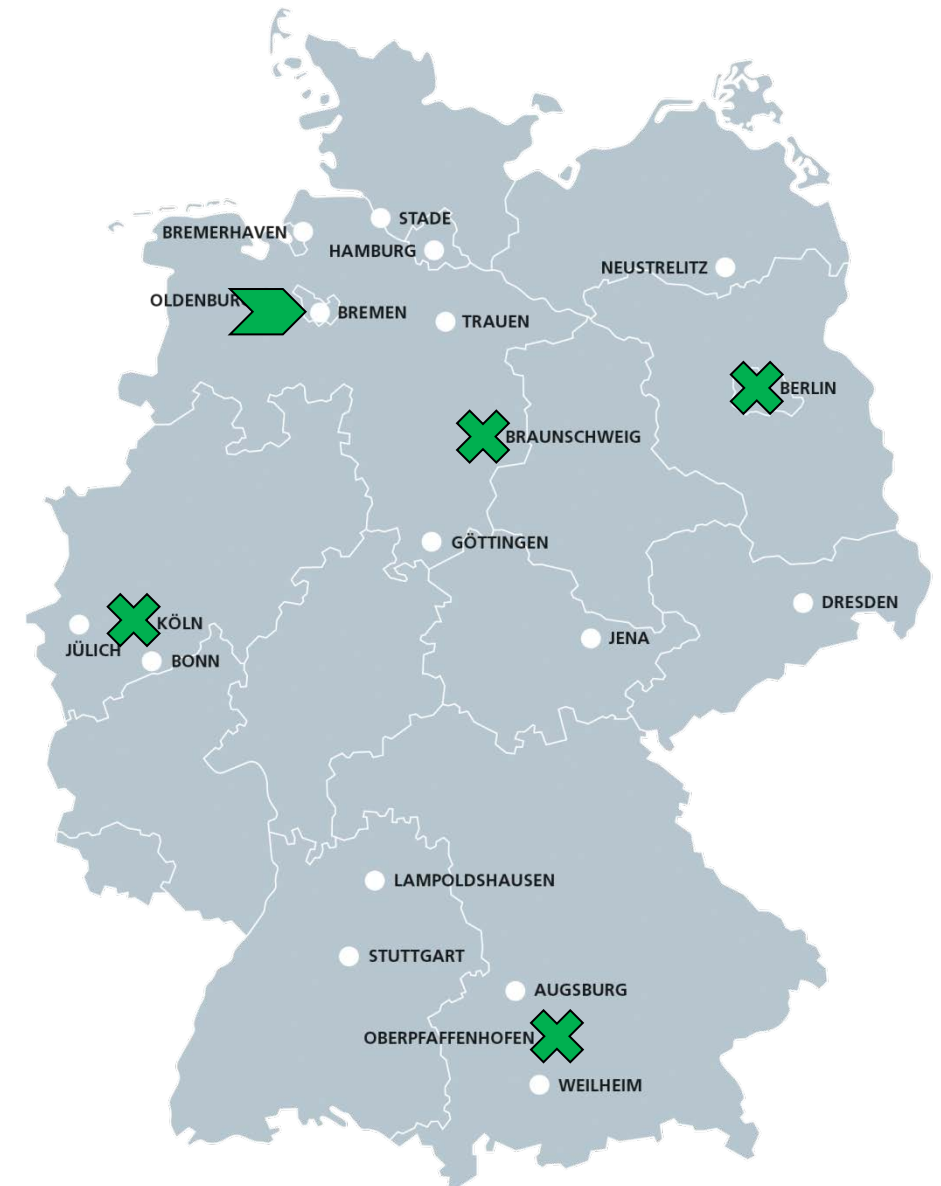 STADE
BREMERHAVEN
HAMBURG
NEUSTRELITZ
OLDENBUR
BREMEN
TRAUEN
BERLIN
BRAUNSCHWEIG
GÖTTINGEN
DRESDEN
KÖLN
JENA
JÜLICH
BONN
LAMPOLDSHAUSEN
STUTTGART
AUGSBURG
OBERPFAFFENHOFEN
WEILHEIM